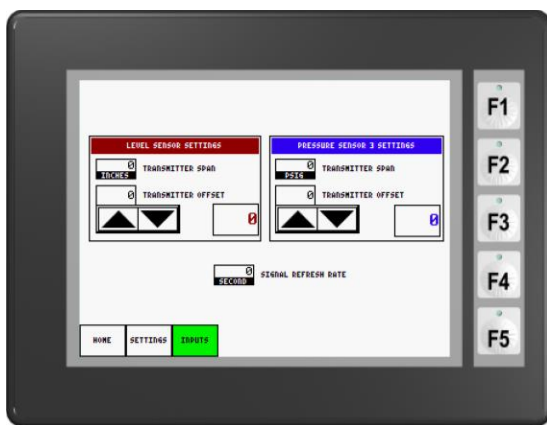 LEVEL SENSOR SETTINGS
0 TRANSMITTER SPAN
INCHES
0 TRANSMITTER OFFSET
0
PRESSURE SENSOR 3 SETTINGS
0 TRANSMITTER SPAN
PSIG
0 TRANSMITTER OFFSET
0
0 SIGNAL REFRESH RATE
SECOND
HOME SETTINGS INPUTS
F1
F2
F3
F4
F5